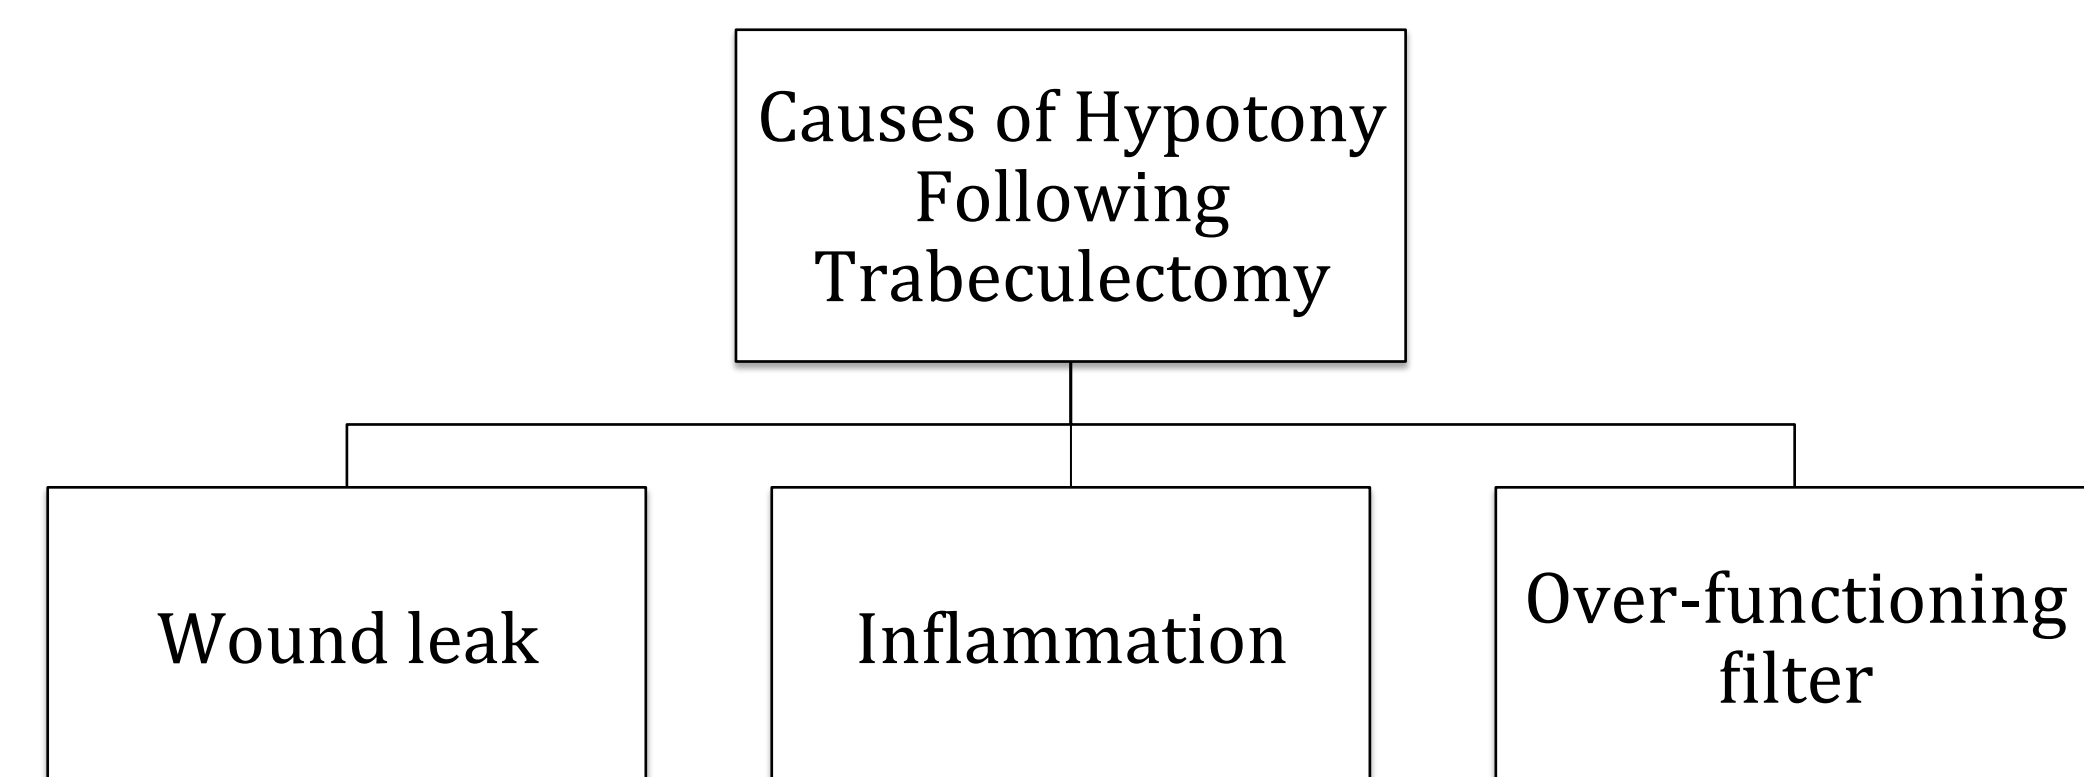 Causes of Hypotony
Following
Trabeculectomy
Wound leak
Inflammation
Over-functioning
filter